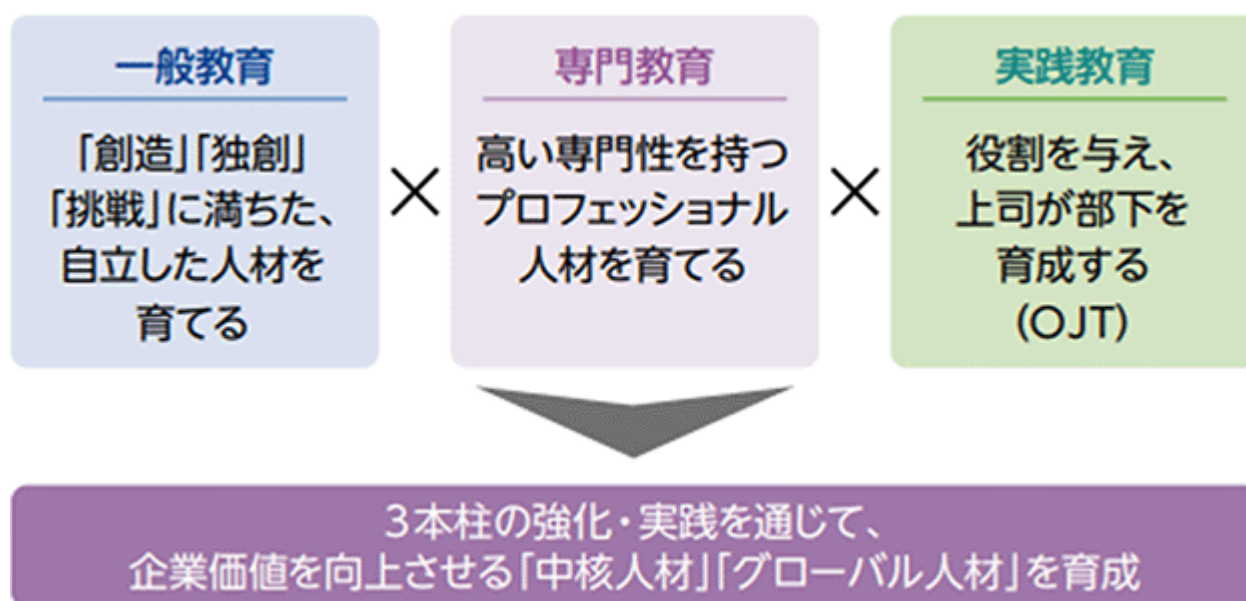 一般教育
「創造」「独創」
「挑戦」に満ちた、
自立した人材を
育てる
×
専門教育
高い専門性を持つ
プロフェッショナル
人材を育てる
×
実践教育
役割を与え、
上司が部下を
育成する
(OJT)
3本柱の強化・実践を通じて、
企業価値を向上させる「中核人材」「グローバル人材」を育成